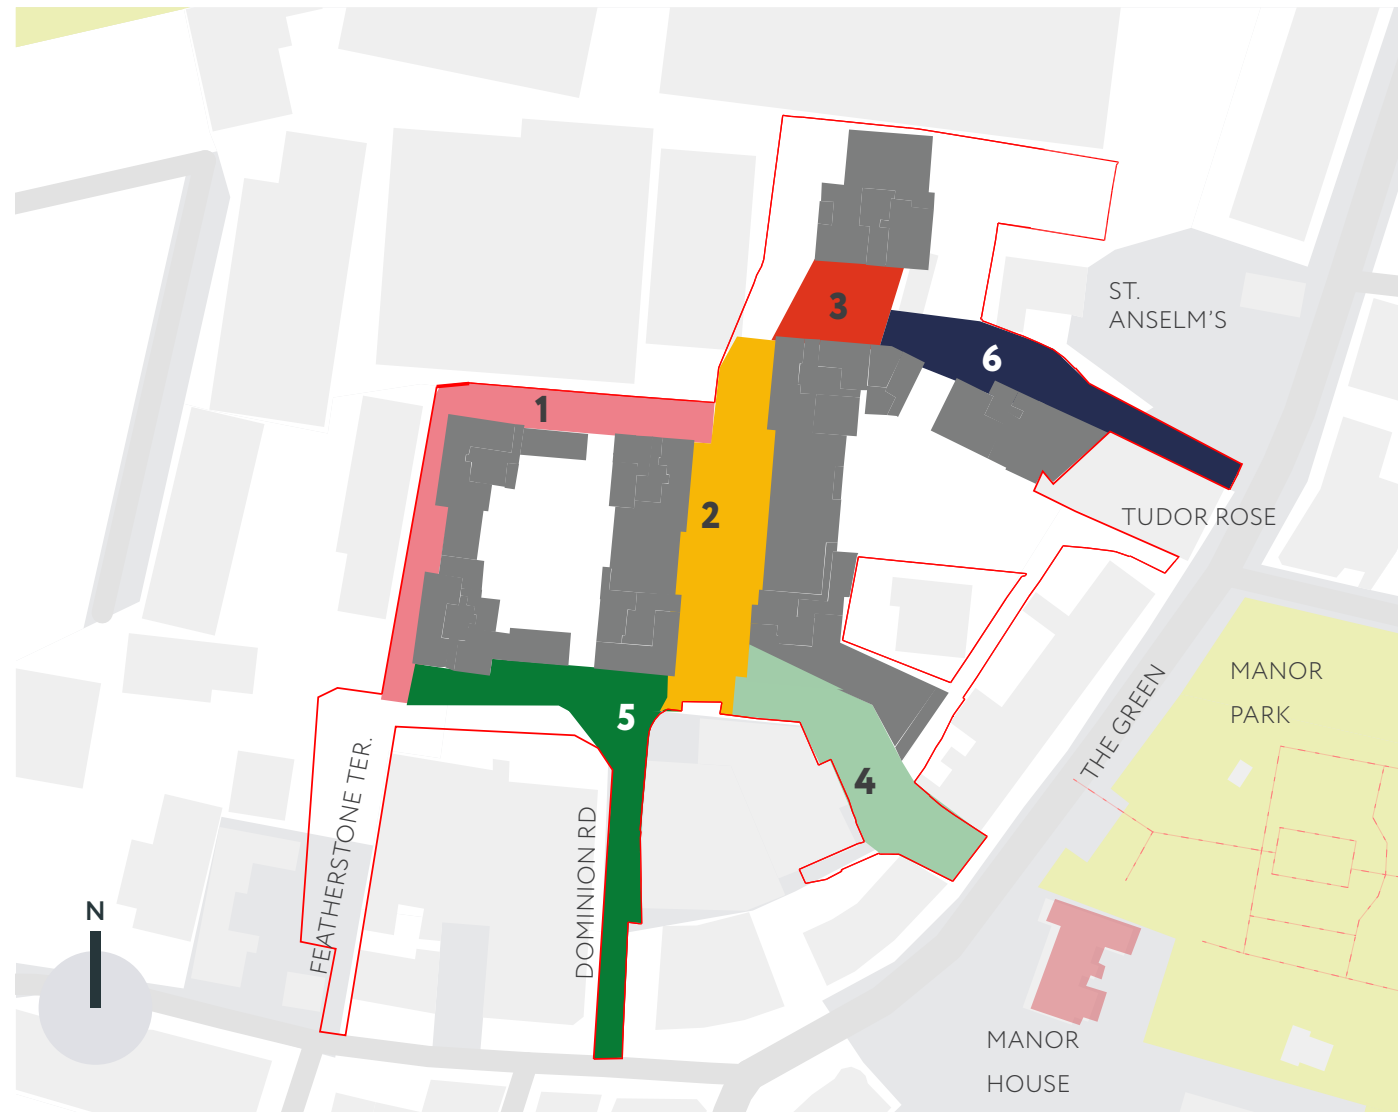 3
ST.
ANSELM'S
6
1
2
TUDOR ROSE
MANOR
PARK
THE GREEN
5
4
FEATHERSTONE TER.
DOMINION RD
N
MANOR
HOUSE